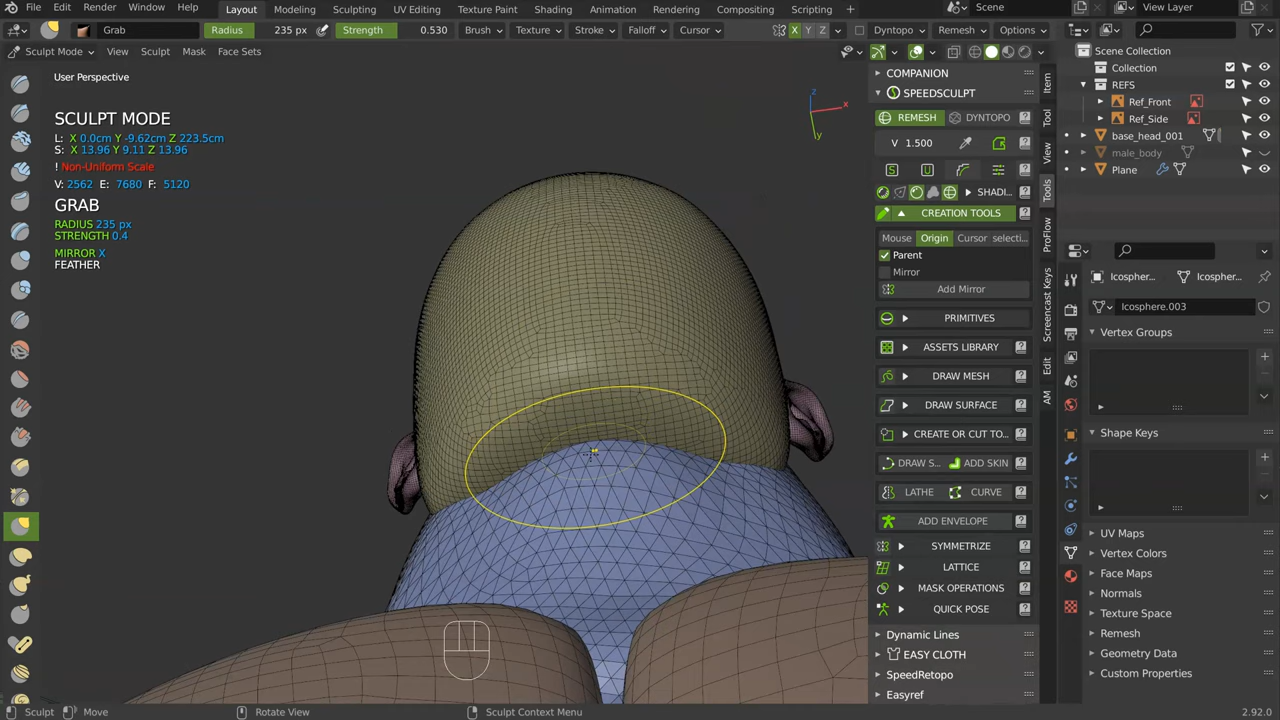 File Edit Render Window Help
Layout Modeling Sculpting UV Editing Texture Paint Shading Animation Rendering Compositing Scripting +
Scene
View Layer
Grab Radius 235 px Strength 0.530 Brush Texture Stroke Falloff Cursor X Y Z Dyntopo Remesh Options
Sculpt Mode View Sculpt Mask Face Sets
User Perspective
SCULPT MODE
L: X 0.0cm Y -9.62cm Z 223.5cm
S: X 13.96 Y 9.11 Z 13.96
! Non-Uniform Scale
V: 2562 E: 7680 F: 5120
GRAB
RADIUS 235 px
STRENGTH 0.4
MIRROR X
FEATHER
z
x
y
COMPANION
SPEEDSCULPT
REMESH DYNTOPO
V 1.500
S U
SHADI...
CREATION TOOLS
Mouse Origin Cursor selecti...
Parent
Mirror
Add Mirror
PRIMITIVES ?
ASSETS LIBRARY ?
DRAW MESH ?
DRAW SURFACE ?
CREATE OR CUT TO... ?
DRAW S... ADD SKIN ?
LATHE CURVE ?
ADD ENVELOPE ?
SYMMETRIZE ?
LATTICE ?
MASK OPERATIONS ?
QUICK POSE ?
Dynamic Lines
EASY CLOTH
SpeedRetopo
Easyref
Item
Tool
View
Tools
ProFlow
Screencast Keys
Edit
AM
Scene Collection
Collection
REFS
Ref_Front
Ref_Side
base_head_001
male_body
Plane
Icospher... Icospher...
Icosphere.003
Vertex Groups
Shape Keys
UV Maps
Vertex Colors
Face Maps
Normals
Texture Space
Remesh
Geometry Data
Custom Properties
Sculpt Move Rotate View Sculpt Context Menu 2.92.0